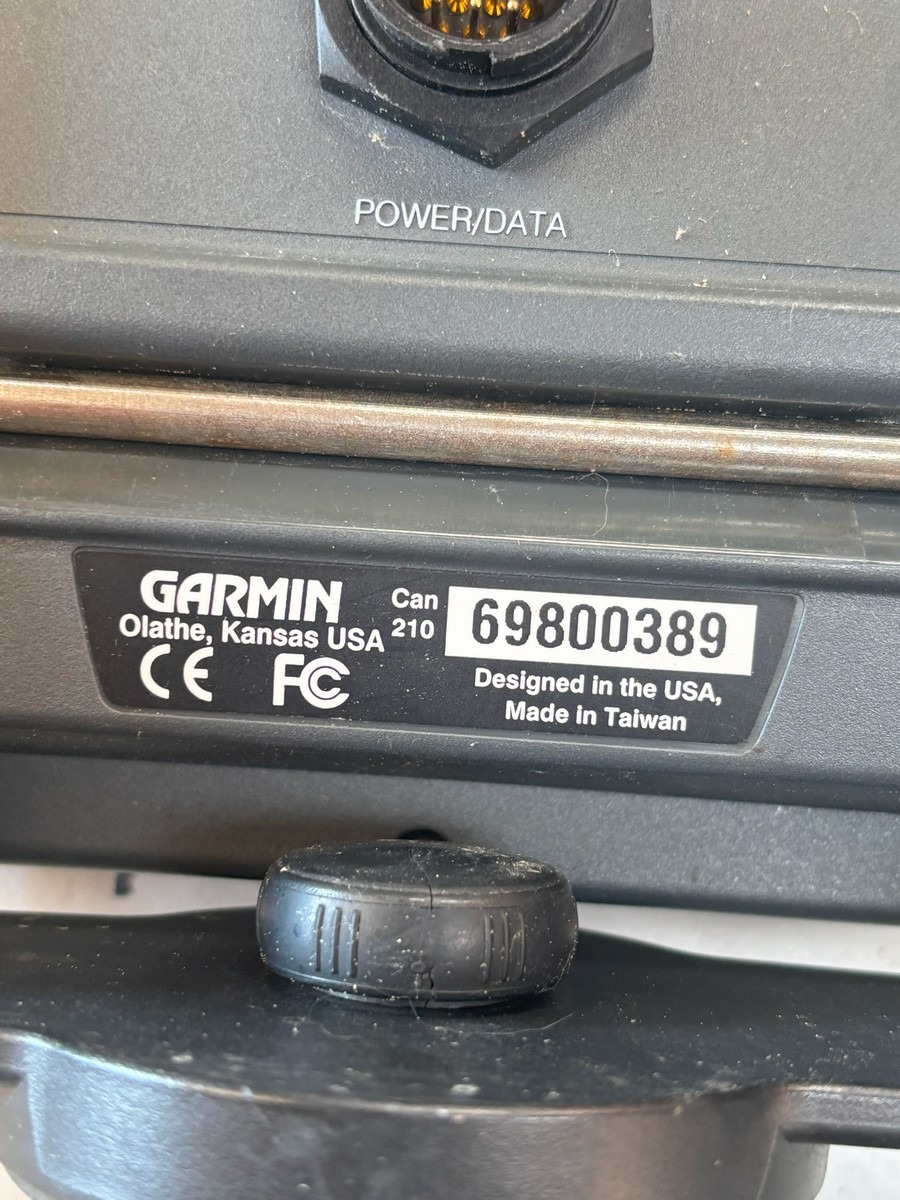 POWER/DATA
GARMIN
Olathe, Kansas USA
CE FC
Can
210
69800389
Designed in the USA,
Made in Taiwan